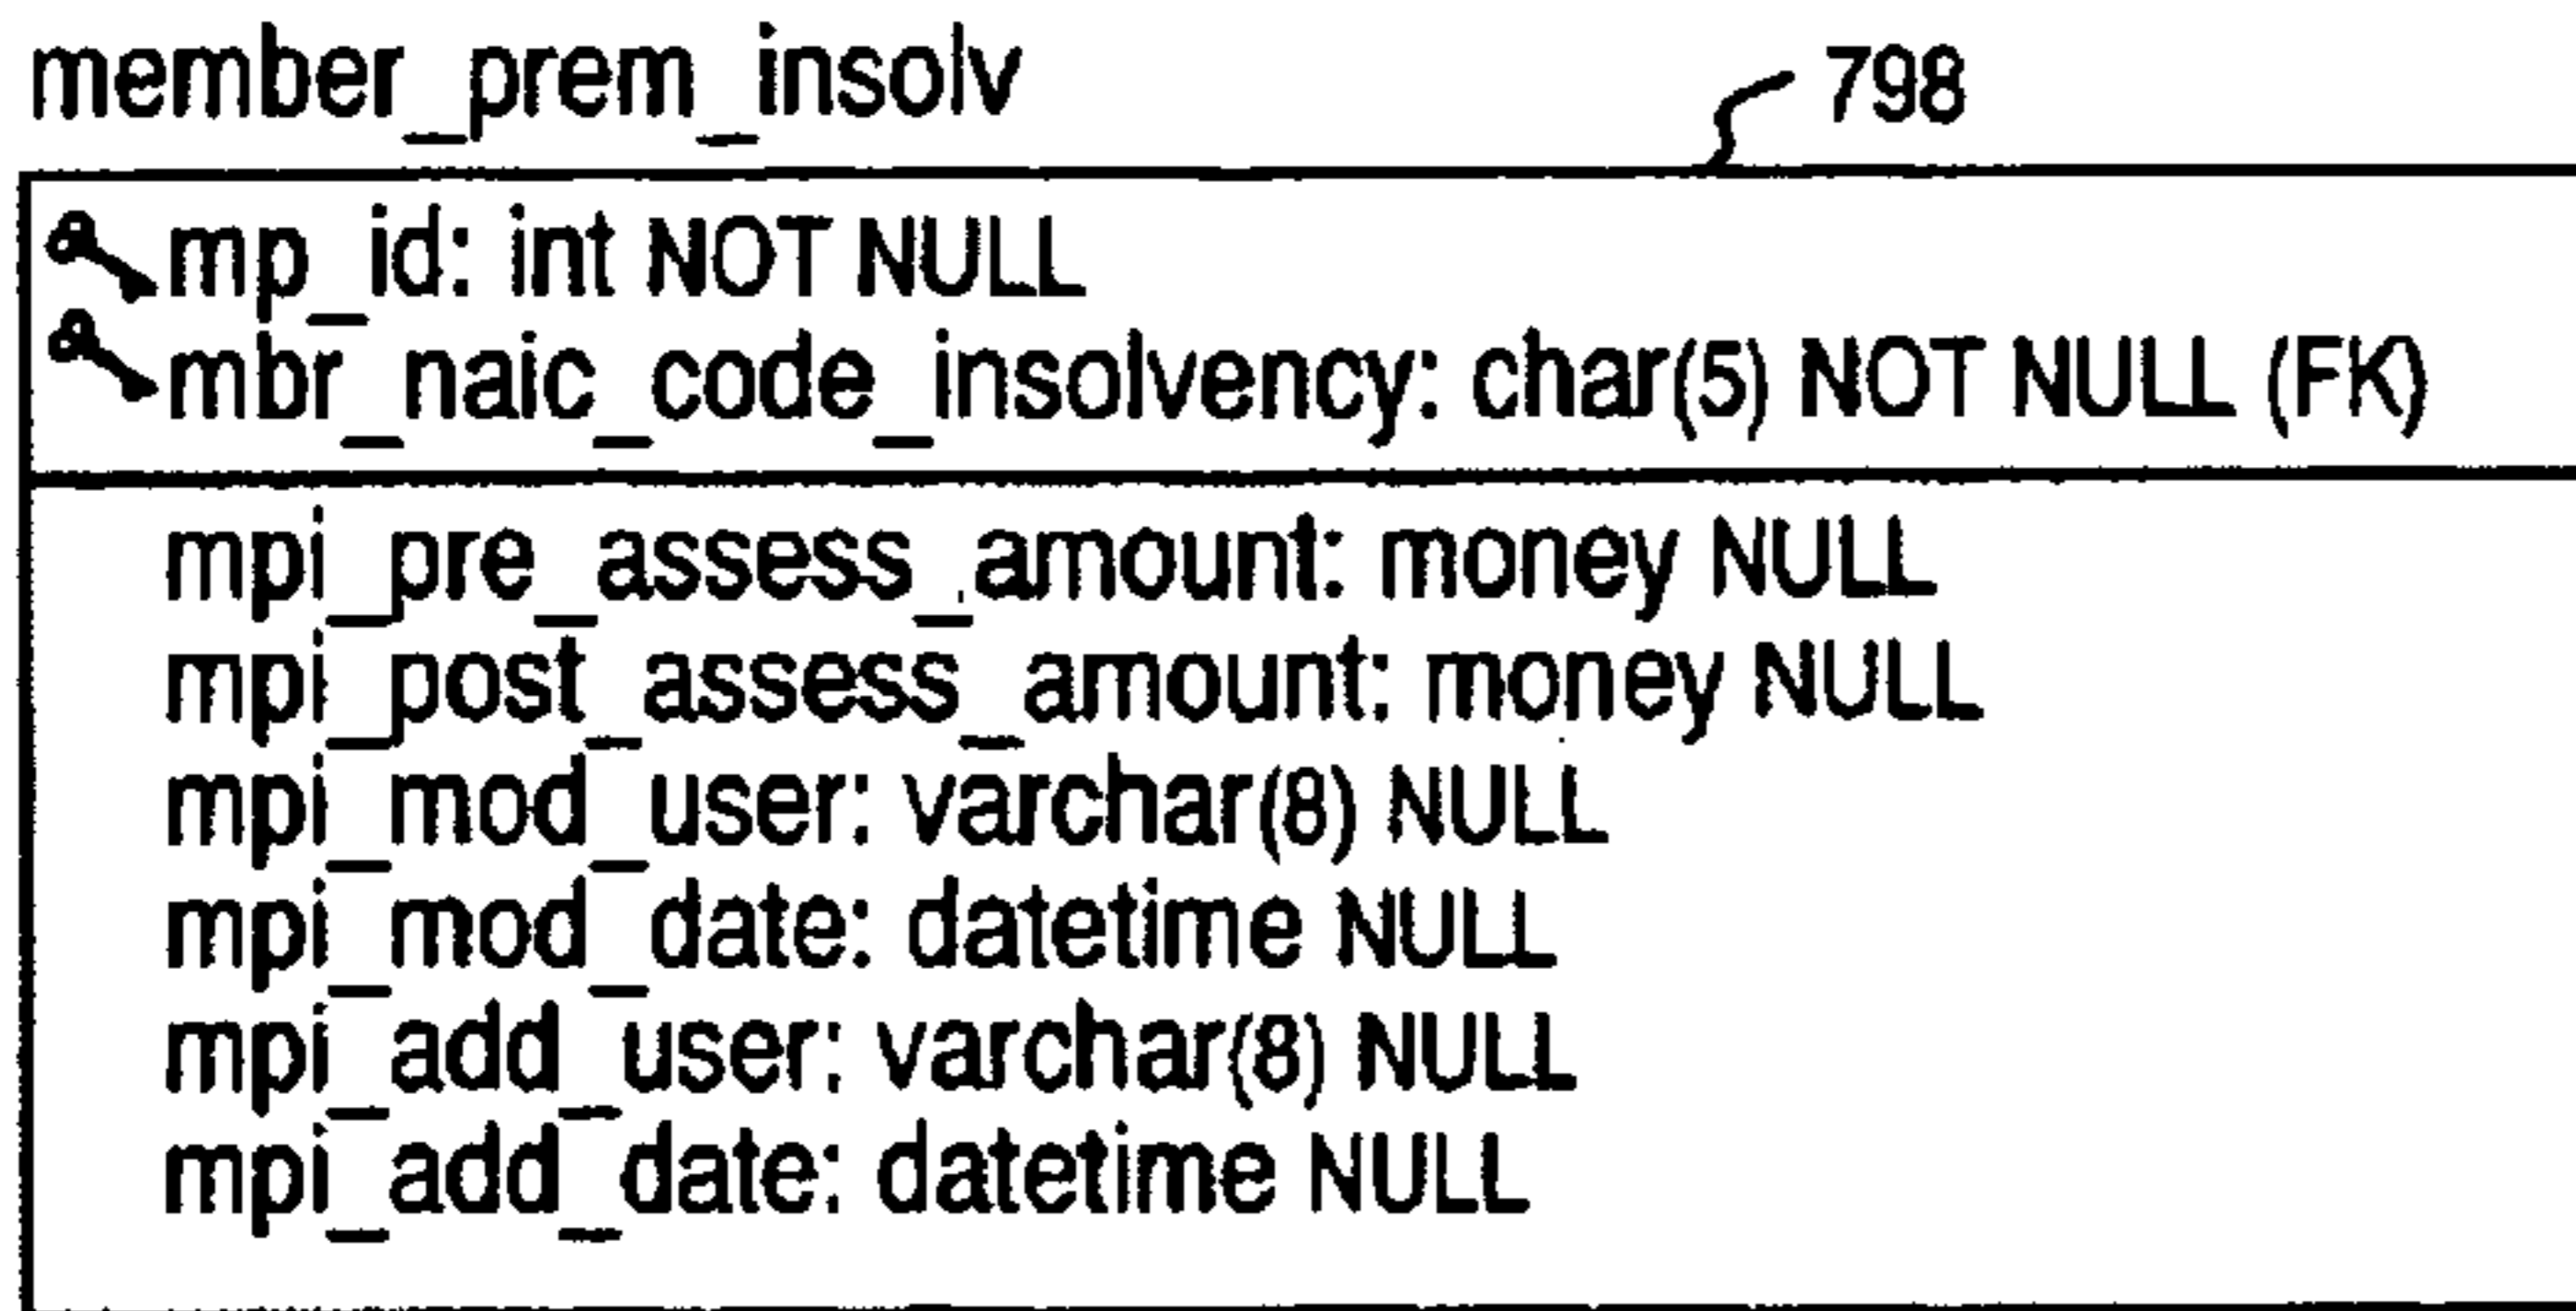 member_prem_insolv
798
mp_id: int NOT NULL
mbr_naic_code_insolvency: char(5) NOT NULL (FK)
mpi_pre_assess_amount: money NULL
mpi_post_assess_amount: money NULL
mpi_mod_user: varchar(8) NULL
mpi_mod_date: datetime NULL
mpi_add_user: varchar(8) NULL
mpi_add_date: datetime NULL